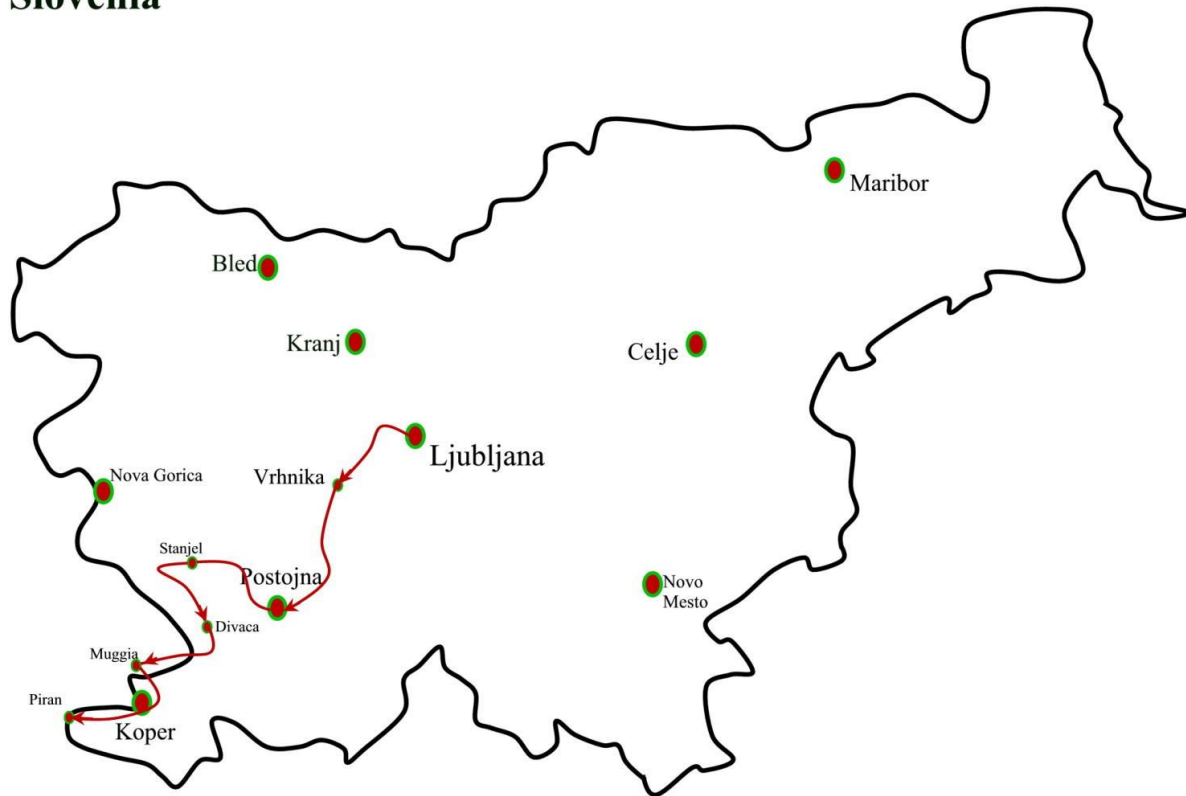 Slovenia
Maribor
Bled
Kranj
Celje
Ljubljana
Nova Gorica
Vrhnika
Stanjel
Postojna
Novo
Mesto
Divaca
Muggia
Piran
Koper